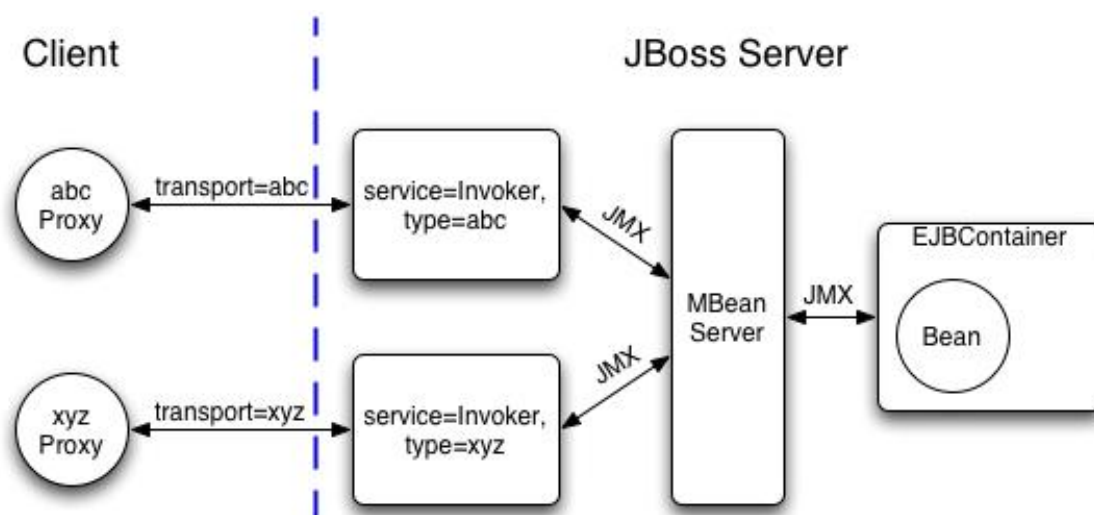 Client
JBoss Server
abc
Proxy
transport=abc
service=Invoker,
type=abc
JMX
EJBContainer
MBean
Server
JMX
Bean
xyz
Proxy
transport=xyz
service=Invoker,
type=xyz
JMX